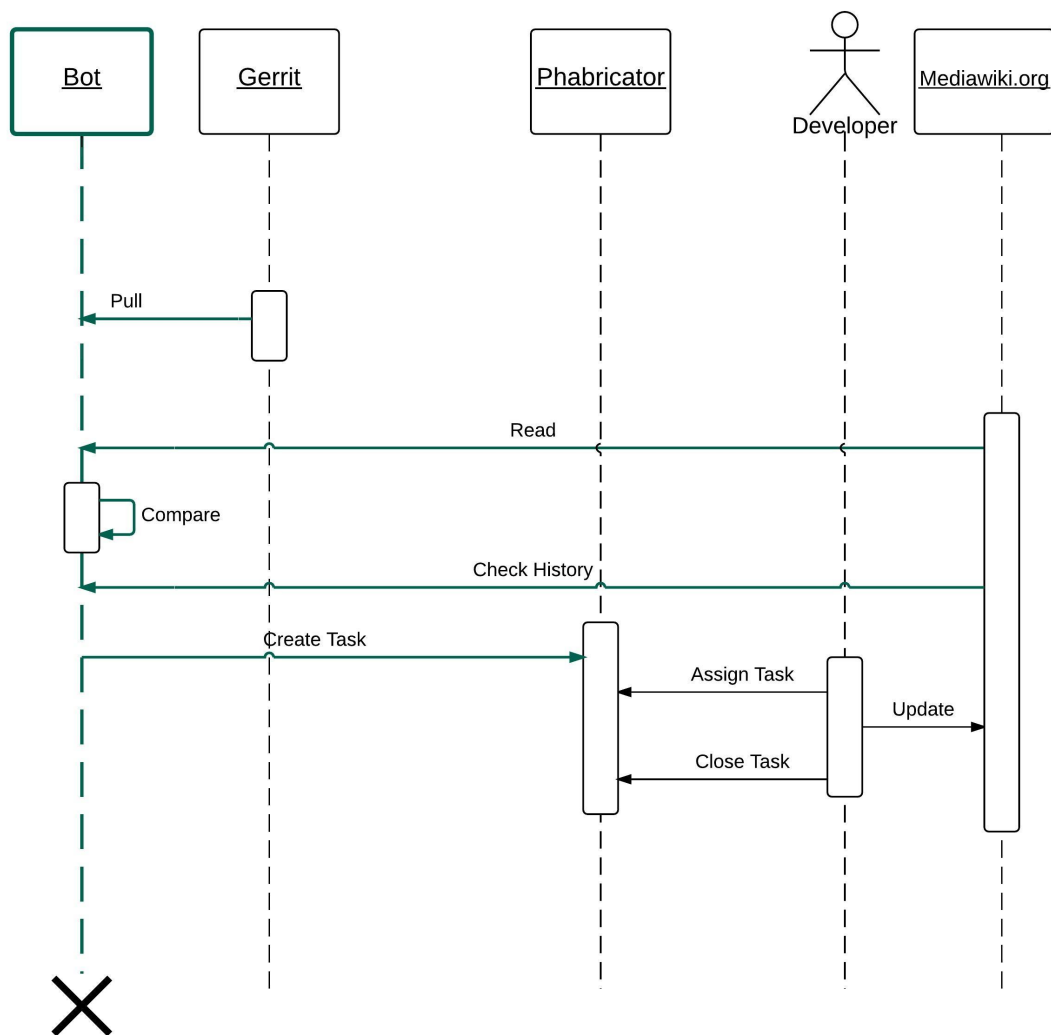 Bot
Gerrit
Phabricator
Developer
Mediawiki.org
Pull
Read
Compare
Check History
Create Task
Assign Task
Update
Close Task